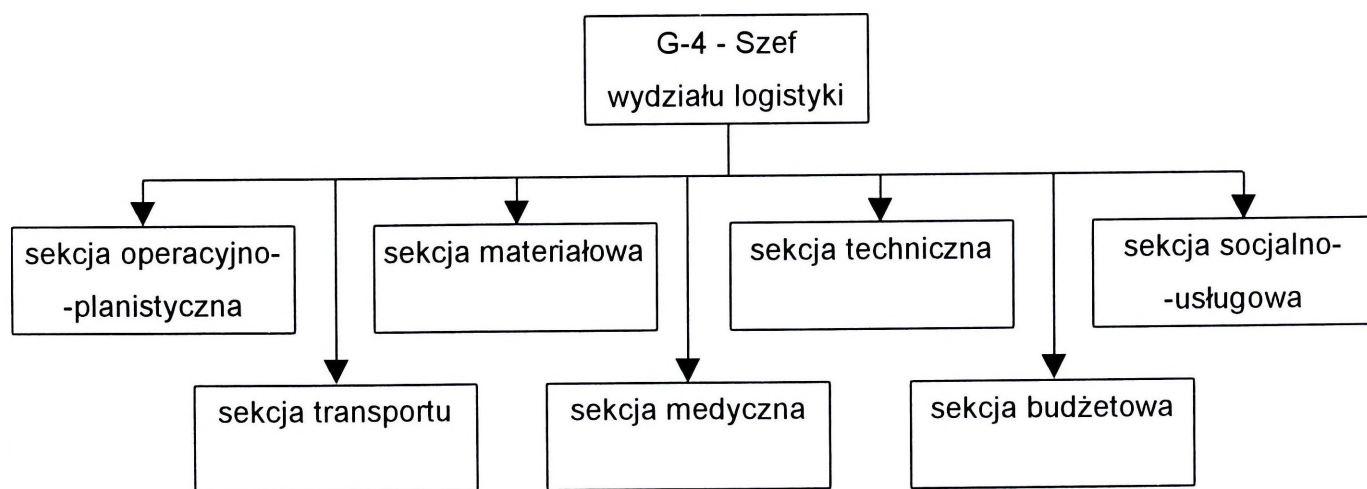 G-4 - Szef
wydziału logistyki
sekcja operacyjno-
-planistyczna
sekcja materiałowa
sekcja techniczna
sekcja socjalno-
-usługowa
sekcja transportu
sekcja medyczna
sekcja budżetowa